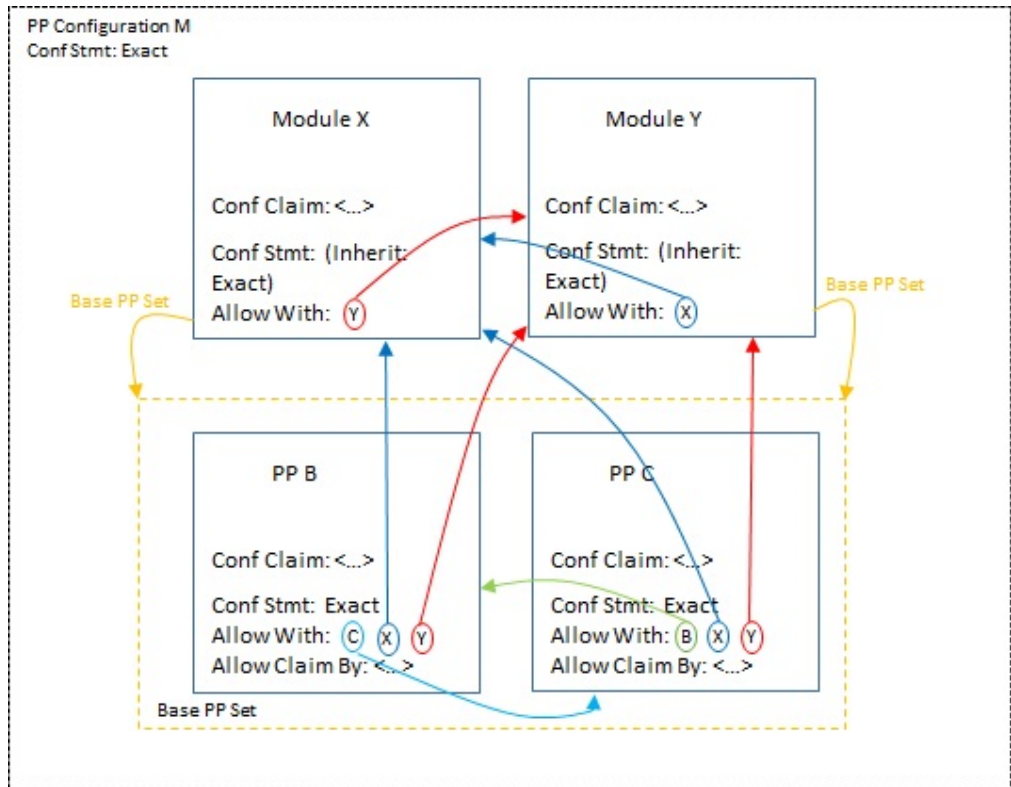 PP Configuration M
Conf Stmt: Exact
Module X
Conf Claim: <...>
Conf Stmt: (Inherit:
Exact)
Allow With: Y
Module Y
Conf Claim: <...>
Conf Stmt: (Inherit:
Exact)
Allow With: X
Base PP Set
Base PP Set
PP B
Conf Claim: <...>
Conf Stmt: Exact
Allow With: C X Y
Allow Claim By: <...>
PP C
Conf Claim: <...>
Conf Stmt: Exact
Allow With: B X Y
Allow Claim By: <...>
Base PP Set